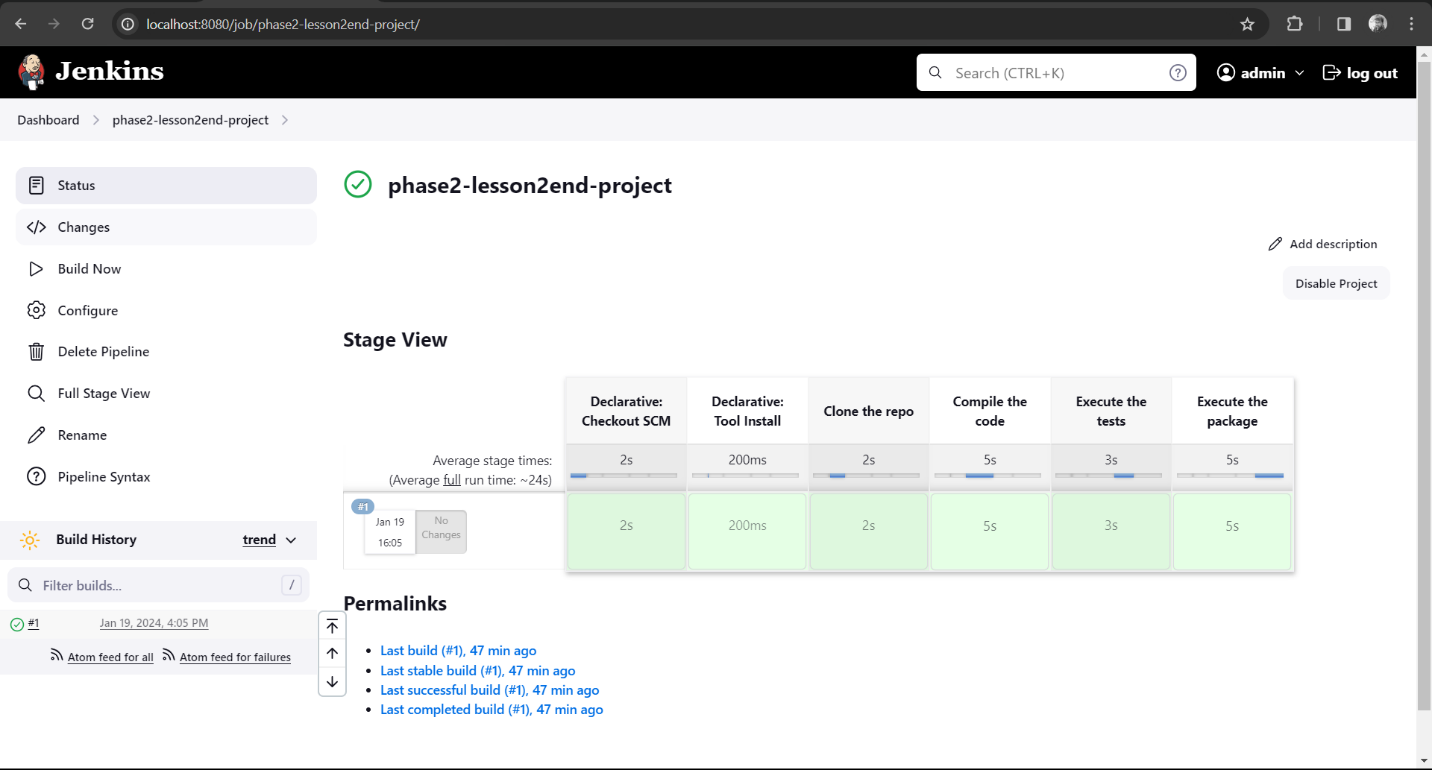 localhost:8080/job/phase2-lesson2end-project/
Jenkins
Search (CTRL+K)
?
admin
log out
Dashboard
phase2-lesson2end-project
Status
Changes
Build Now
Configure
Delete Pipeline
Full Stage View
Rename
Pipeline Syntax
Build History
trend
Filter builds...
/
#1
Jan 19, 2024, 4:05 PM
Atom feed for all
Atom feed for failures
phase2-lesson2end-project
Add description
Disable Project
Stage View
Declarative:
Checkout SCM
Declarative:
Tool Install
Clone the repo
Compile the
code
Execute the
tests
Execute the
package
Average stage times:
(Average full run time: ~24s)
2s
200ms
2s
5s
3s
5s
#1
Jan 19
16:05
No
Changes
2s
200ms
2s
5s
3s
5s
Permalinks
Last build (#1), 47 min ago
Last stable build (#1), 47 min ago
Last successful build (#1), 47 min ago
Last completed build (#1), 47 min ago